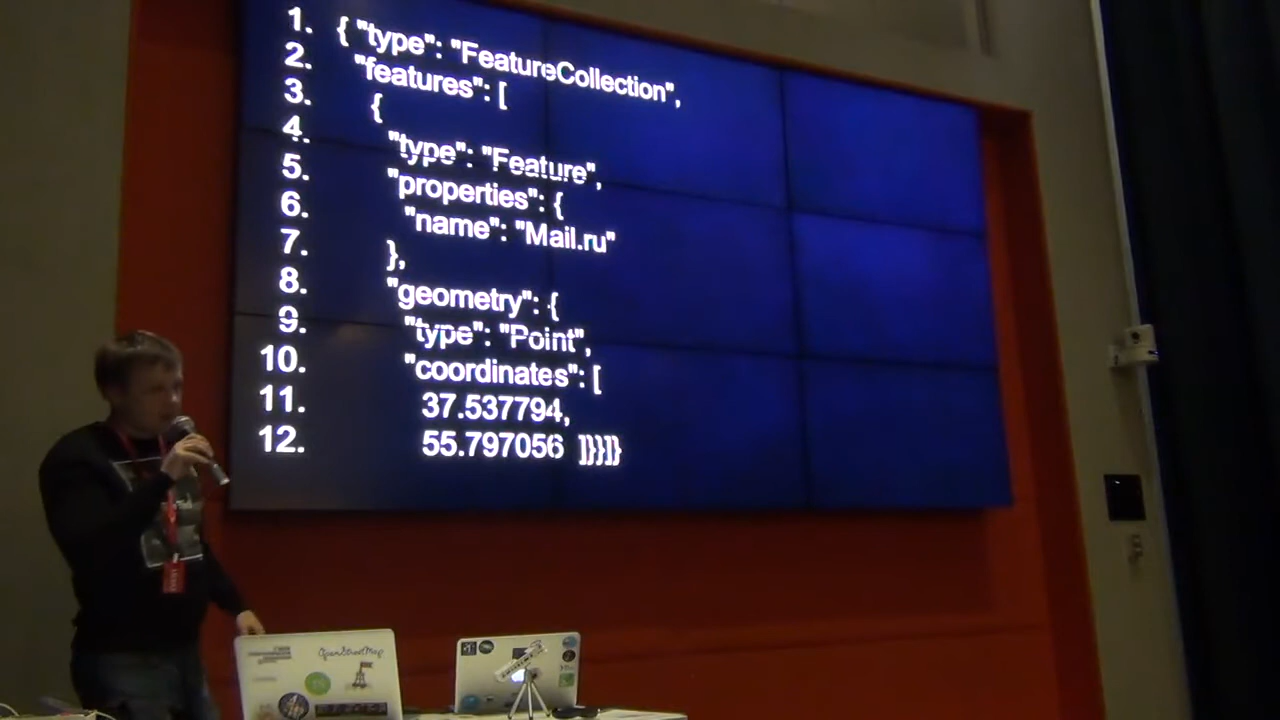 1. { "type": "FeatureCollection",
2. "features": [
3. {
4. "type": "Feature",
5. "properties": {
6. "name": "Mail.ru"
7. },
8. "geometry": {
9. "type": "Point",
10. "coordinates": [
11. 37.537794,
12. 55.797056 ]}}]}
OpenStreetMap